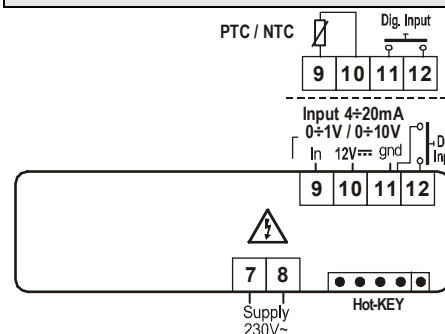 PTC / NTC
Dig. Input
9 10 11 12
Input 4÷20mA
0÷1V / 0÷10V
In 12V⎓ gnd
9 10 11 12
7 8
Hot-KEY
Supply
230V~